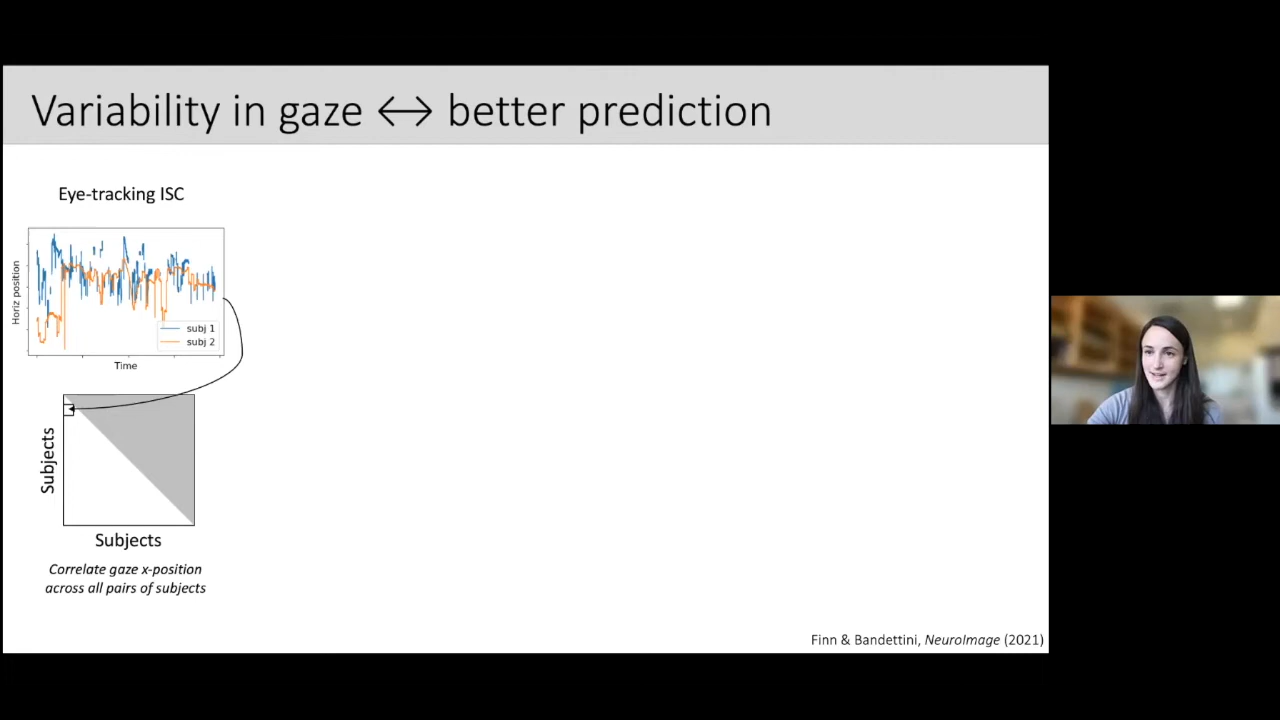 Variability in gaze ↔ better prediction
Eye-tracking ISC
Horiz position
subj 1
subj 2
Time
Subjects
Subjects
Correlate gaze x-position
across all pairs of subjects
Finn & Bandettini, NeuroImage (2021)